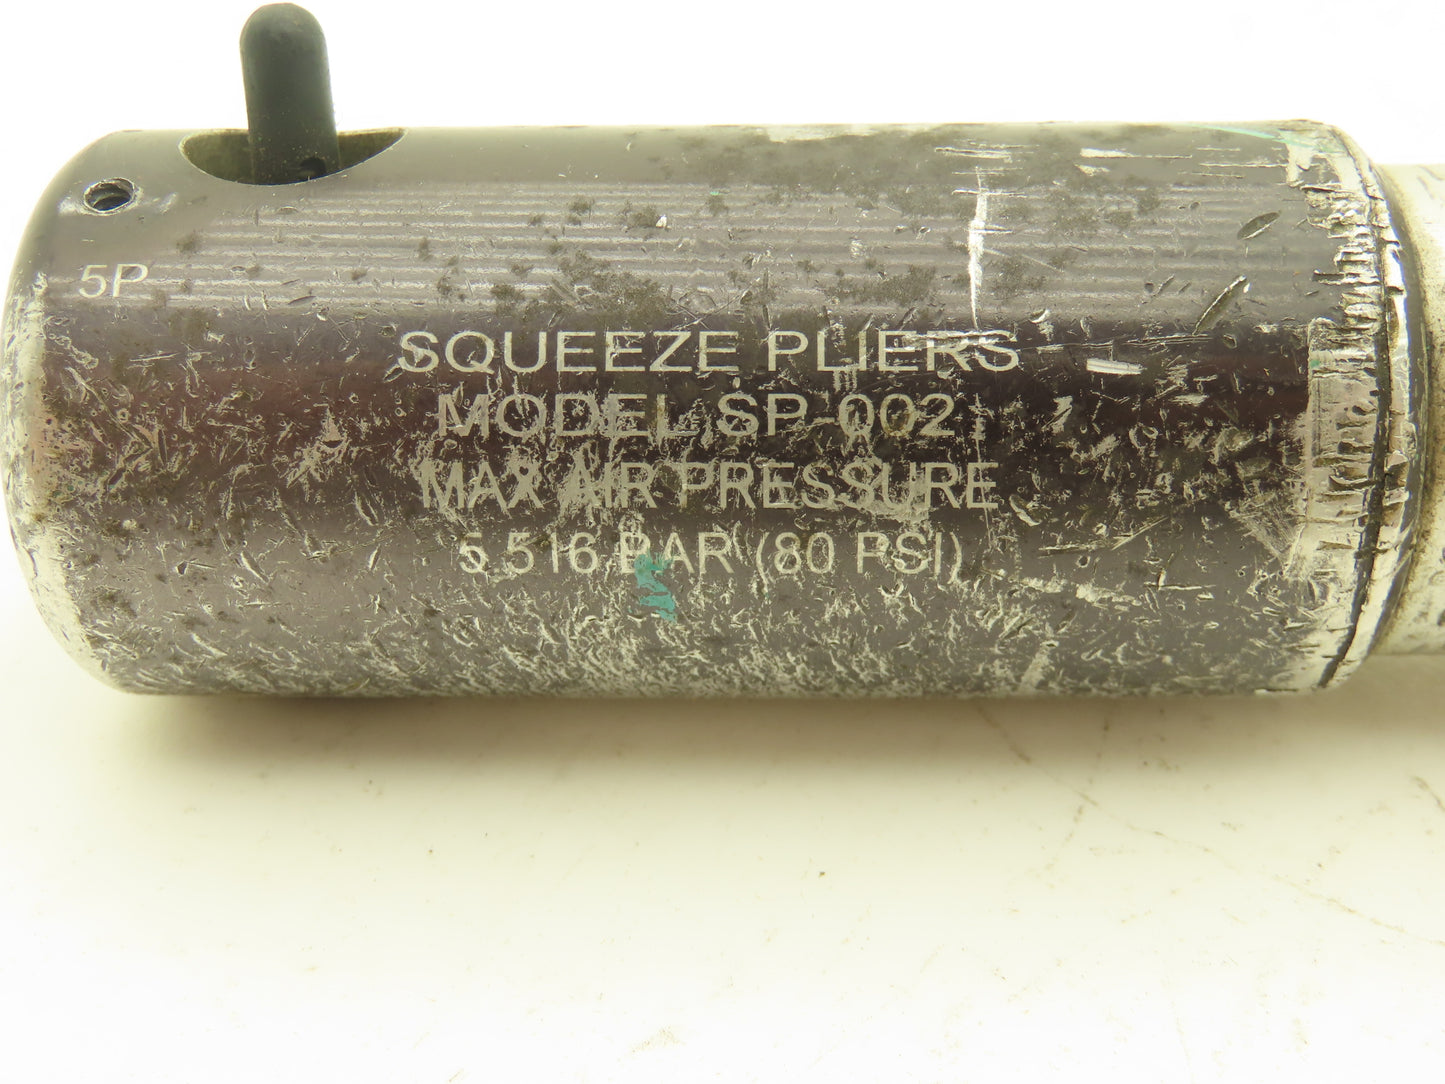 5P
SQUEEZE PLIERS
MODEL SP-002
MAX AIR PRESSURE
5.516 BAR (80 PSI)